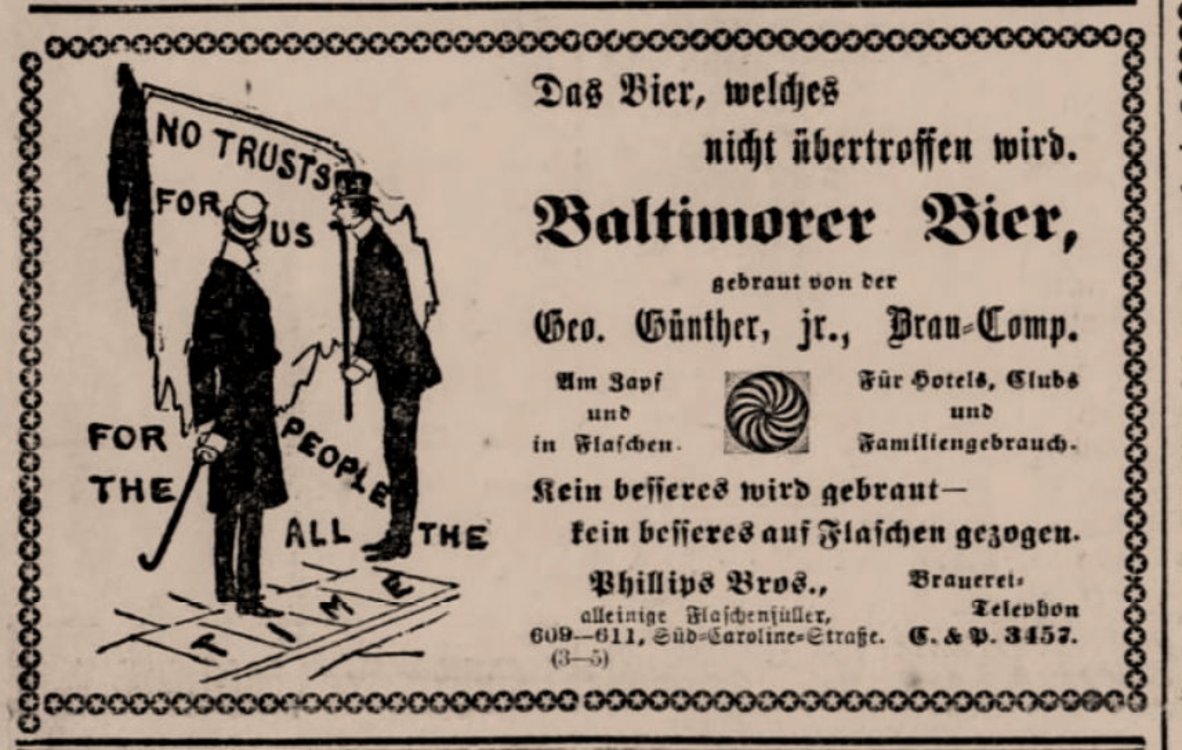 NO TRUSTS
FOR US
FOR
THE
PEOPLE
ALL THE
TIME
Das Bier, welches
nicht übertroffen wird.
Baltimorer Bier,
gebraut von der
Geo. Günther, jr., Brau-Comp.
Am Zapf
und
in Flaschen.
Für Hotels, Clubs
und
Familiengebrauch.
Kein besseres wird gebraut—
kein besseres auf Flaschen gezogen.
Phillips Bros.,
alleinige Flaschenfüller,
609—611, Süd-Caroline-Straße.
(3—5)
Brauerei-
Telephon
C. & P. 3457.